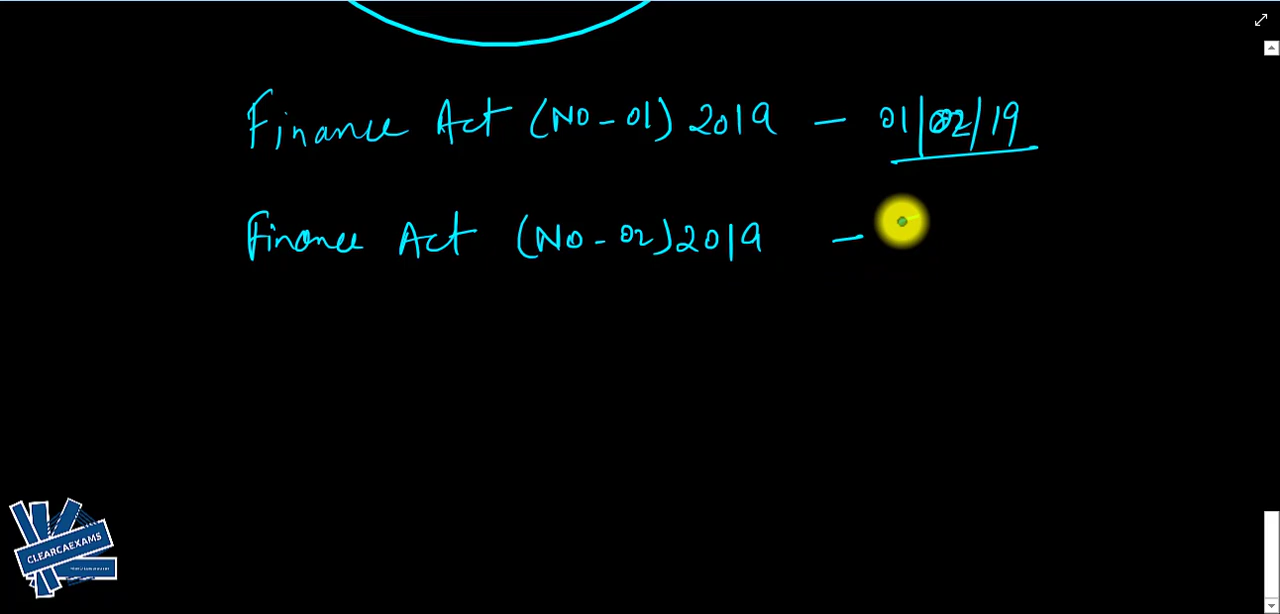 Finance Act (NO-01) 2019 - 01/02/19
Finance Act (NO-02) 2019 -
CLEARCAEXAMS